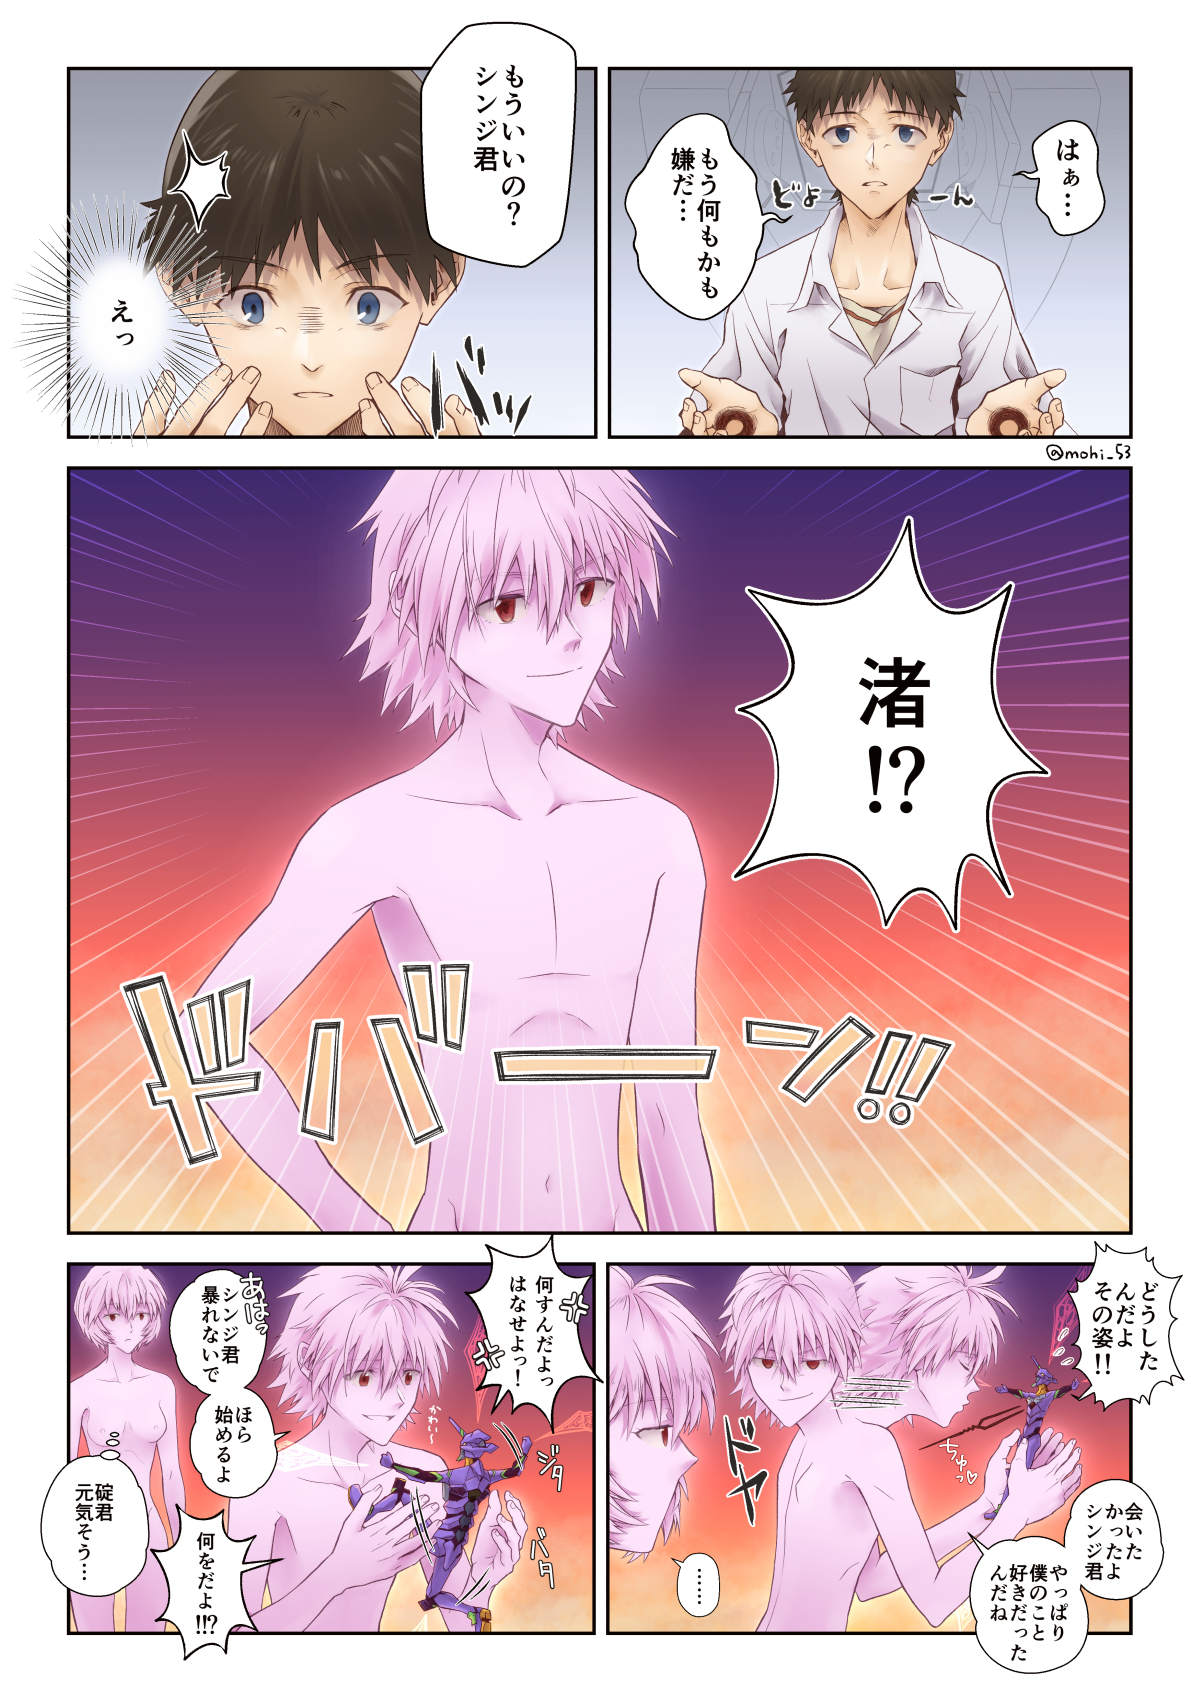 はぁ…
どよーん
もう何もかも
嫌だ…
@mohi_53
もういいの？
シンジ君
バッ
えっ
渚
!?
ドバーン!!
どうした
んだよ
その姿!!
ちゅっ♡
会いた
かったよ
シンジ君
やっぱり
僕のこと
好きだった
んだね
ドヤ
……
何すんだよっ
はなせよっ！
ジタ
バタ
かわい〜
あはっ
シンジ君
暴れないで
ほら
始めるよ
何をだよ
!!?
碇君
元気そう…